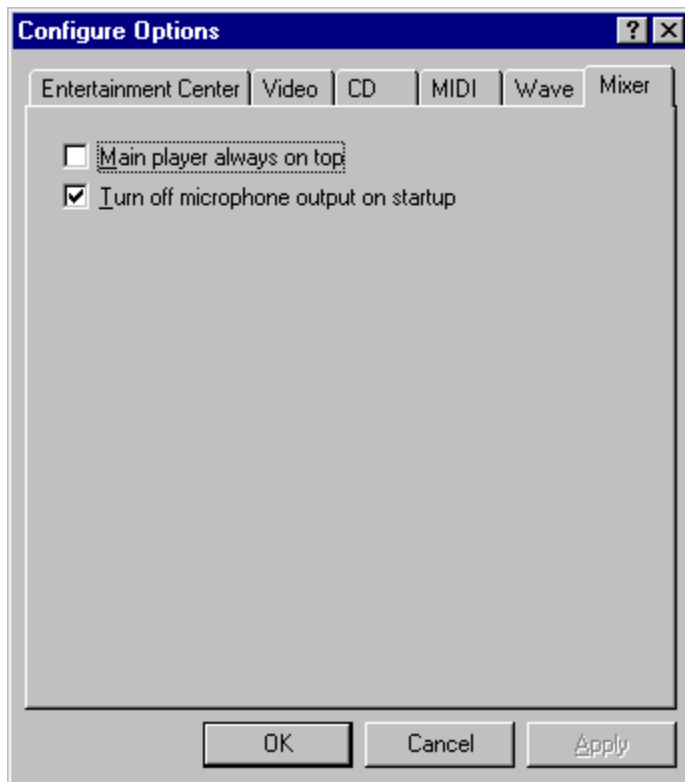 Configure Options
Entertainment Center Video CD MIDI Wave Mixer
Main player always on top
Turn off microphone output on startup
OK Cancel Apply